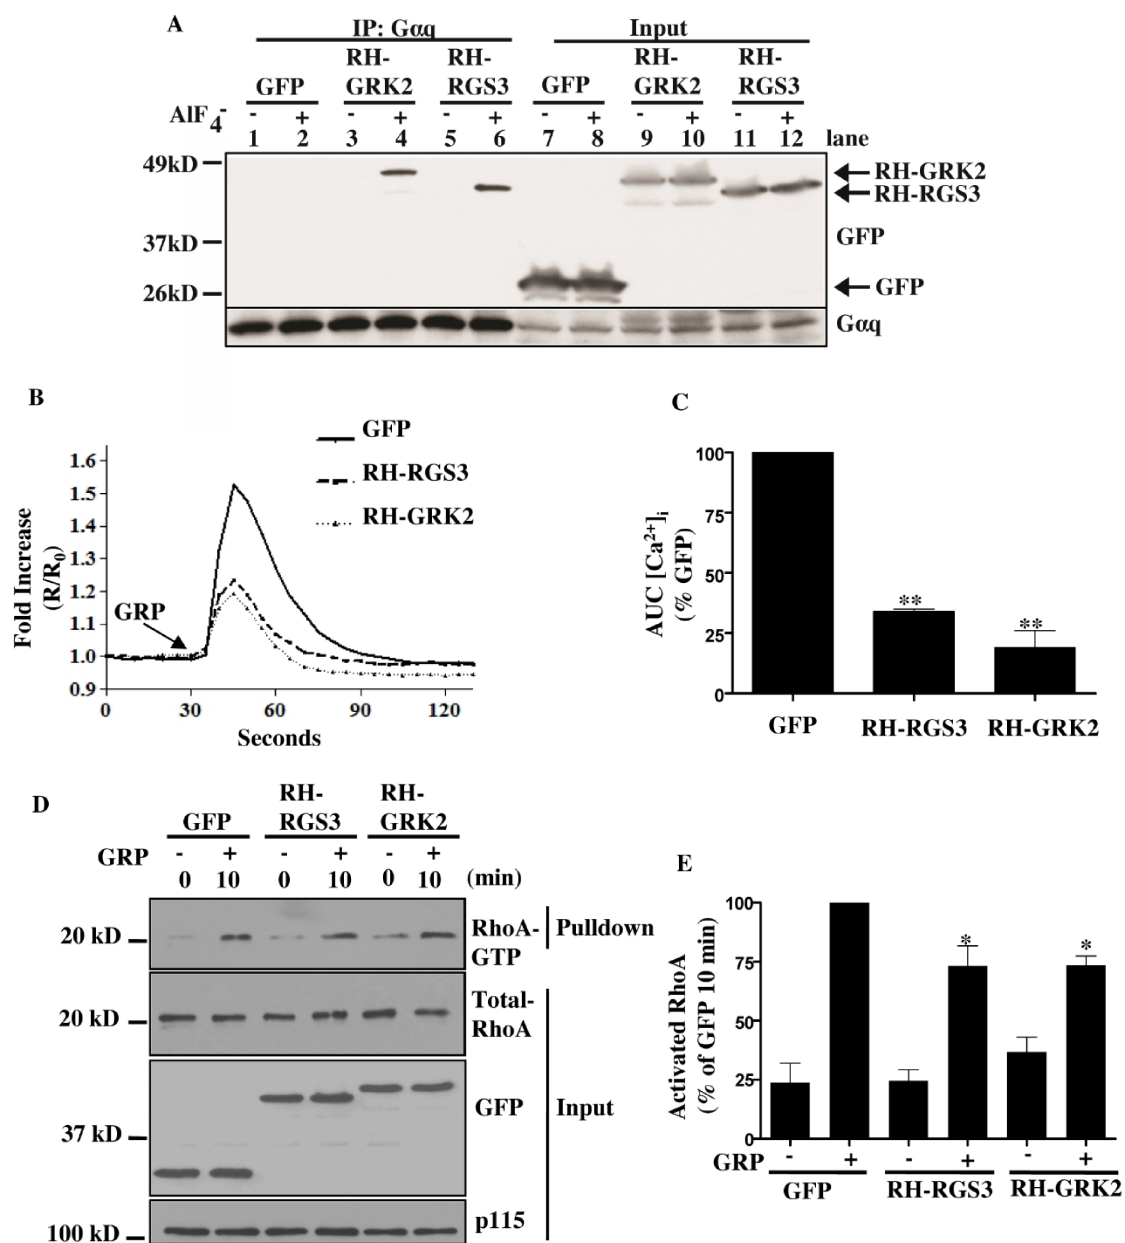 A
IP: Gαq
Input
GFP
RH-
GRK2
RH-
RGS3
GFP
RH-
GRK2
RH-
RGS3
AlF4-
- + - + - + - + - + - +
1 2 3 4 5 6 7 8 9 10 11 12 lane
49kD
37kD
26kD
RH-GRK2
RH-RGS3
GFP
GFP
Gαq
B
GFP
RH-RGS3
RH-GRK2
Fold Increase
(R/R0)
1.6
1.5
1.4
1.3
1.2
1.1
1.0
0.9
GRP
0 30 60 90 120
Seconds
C
AUC [Ca2+]i
(% GFP)
100
75
50
25
0
**
**
GFP RH-RGS3 RH-GRK2
D
GFP
RH-
RGS3
RH-
GRK2
GRP - + - + - +
0 10 0 10 0 10 (min)
20 kD
RhoA-
GTP
Pulldown
20 kD
Total-
RhoA
37 kD
GFP
Input
100 kD
p115
E
Activated RhoA
(% of GFP 10 min)
100
75
50
25
0
*
*
GRP - + - + - +
GFP RH-RGS3 RH-GRK2